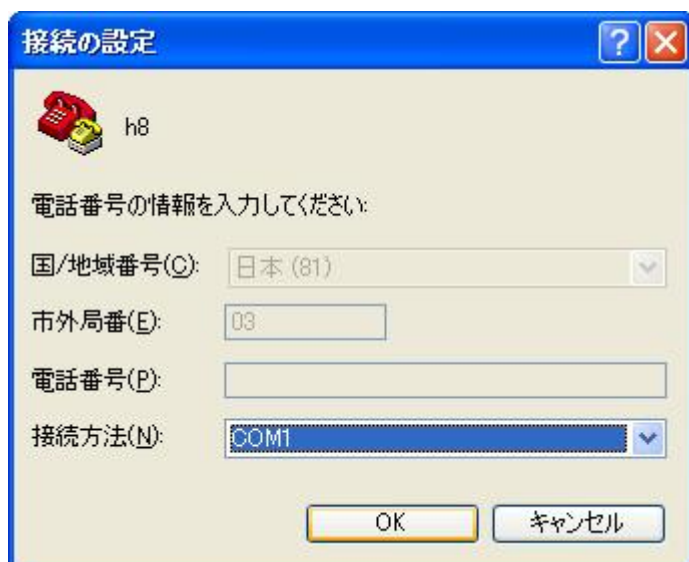 接続の設定
h8
電話番号の情報を入力してください:
国/地域番号(C): 日本 (81)
市外局番(E): 03
電話番号(P):
接続方法(N): COM1
OK キャンセル